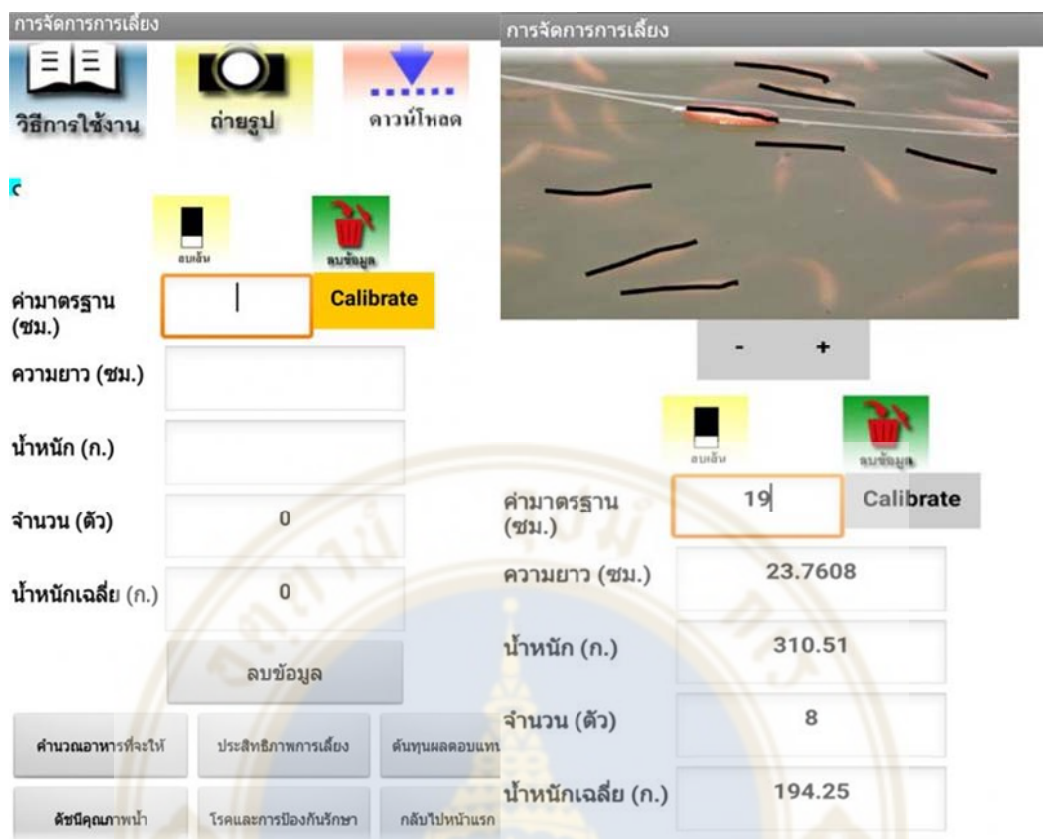 การจัดการการเลี้ยง
วิธีการใช้งาน
ถ่ายรูป
ดาวน์โหลด
ลบเส้น
ลบข้อมูล
ค่ามาตรฐาน
(ซม.)
Calibrate
ความยาว (ซม.)
น้ำหนัก (ก.)
จำนวน (ตัว)
0
น้ำหนักเฉลี่ย (ก.)
0
ลบข้อมูล
คำนวณอาหารที่จะให้
ประสิทธิภาพการเลี้ยง
ต้นทุนผลตอบแทน
ดัชนีคุณภาพน้ำ
โรคและการป้องกันรักษา
กลับไปหน้าแรก
การจัดการการเลี้ยง
- +
ลบเส้น
ลบข้อมูล
ค่ามาตรฐาน
(ซม.)
19
Calibrate
ความยาว (ซม.)
23.7608
น้ำหนัก (ก.)
310.51
จำนวน (ตัว)
8
น้ำหนักเฉลี่ย (ก.)
194.25